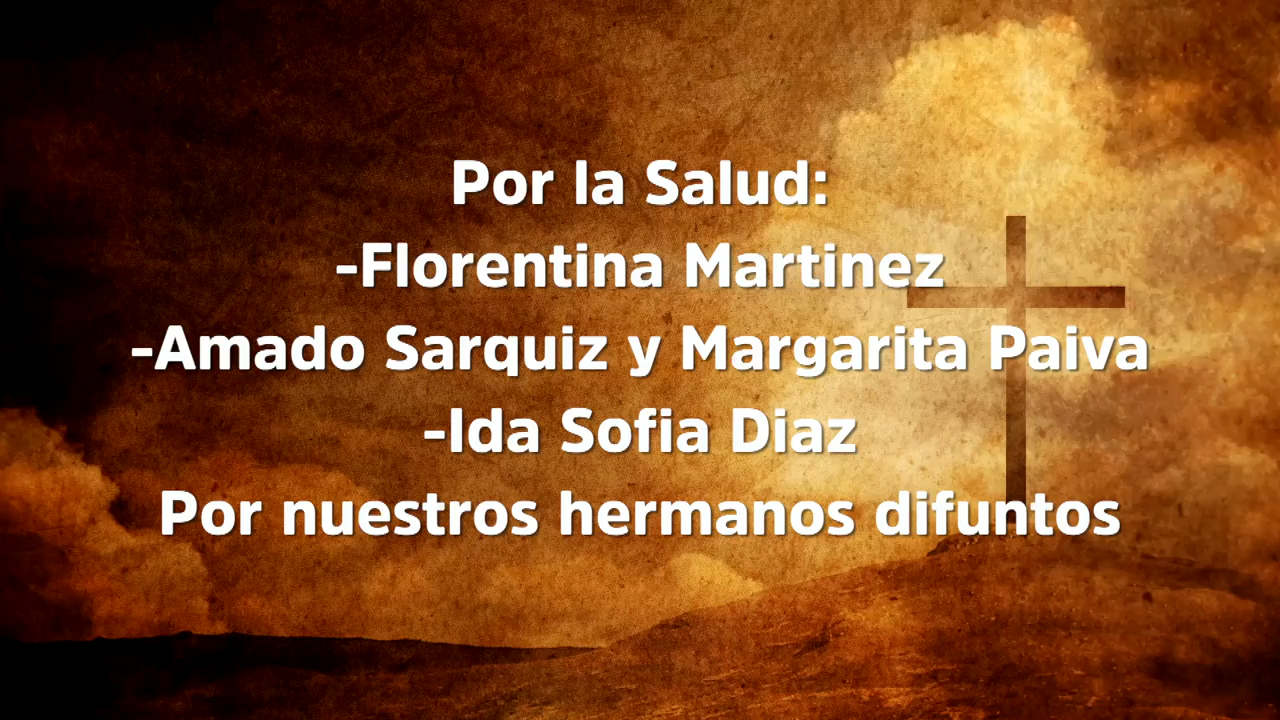 Por la Salud:
-Florentina Martinez
-Amado Sarquiz y Margarita Paiva
-Ida Sofia Diaz
Por nuestros hermanos difuntos